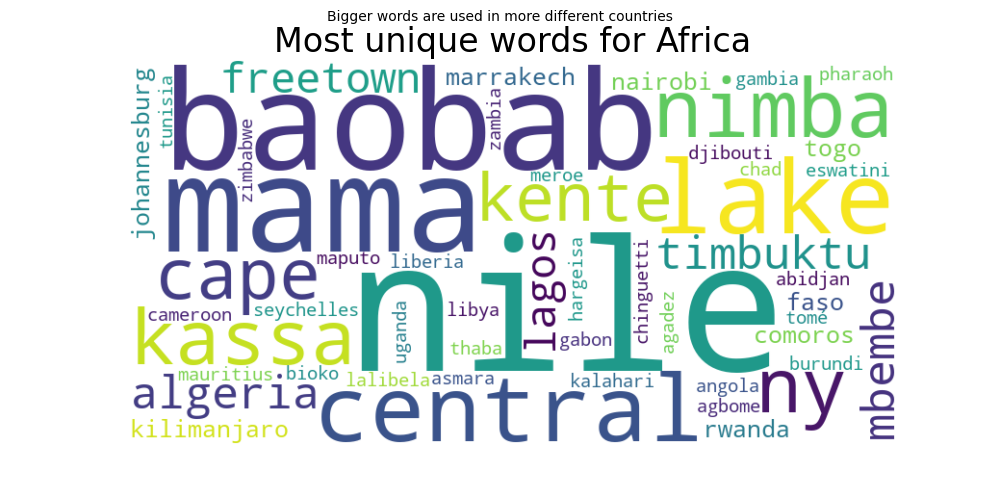 Bigger words are used in more different countries
Most unique words for Africa
johannesburg
tunisia
freetown
marrakech
nairobi
gambia
pharaoh
baobab
zambia
nimba
zimbabwe
djibouti
togo
mama
meroe
kente
chad
eswatini
lake
cape
maputo
liberia
lagos
hargeisa
chinguetti
timbuktu
nile
abidjan
cameroon
seychelles
uganda
libya
agadez
faso
tomé
mbembe
kassa
thaba
gabon
comoros
mauritius
bioko
lalibela
asmara
kalahari
angola
burundi
algeria
central
agbome
ny
kilimanjaro
rwanda